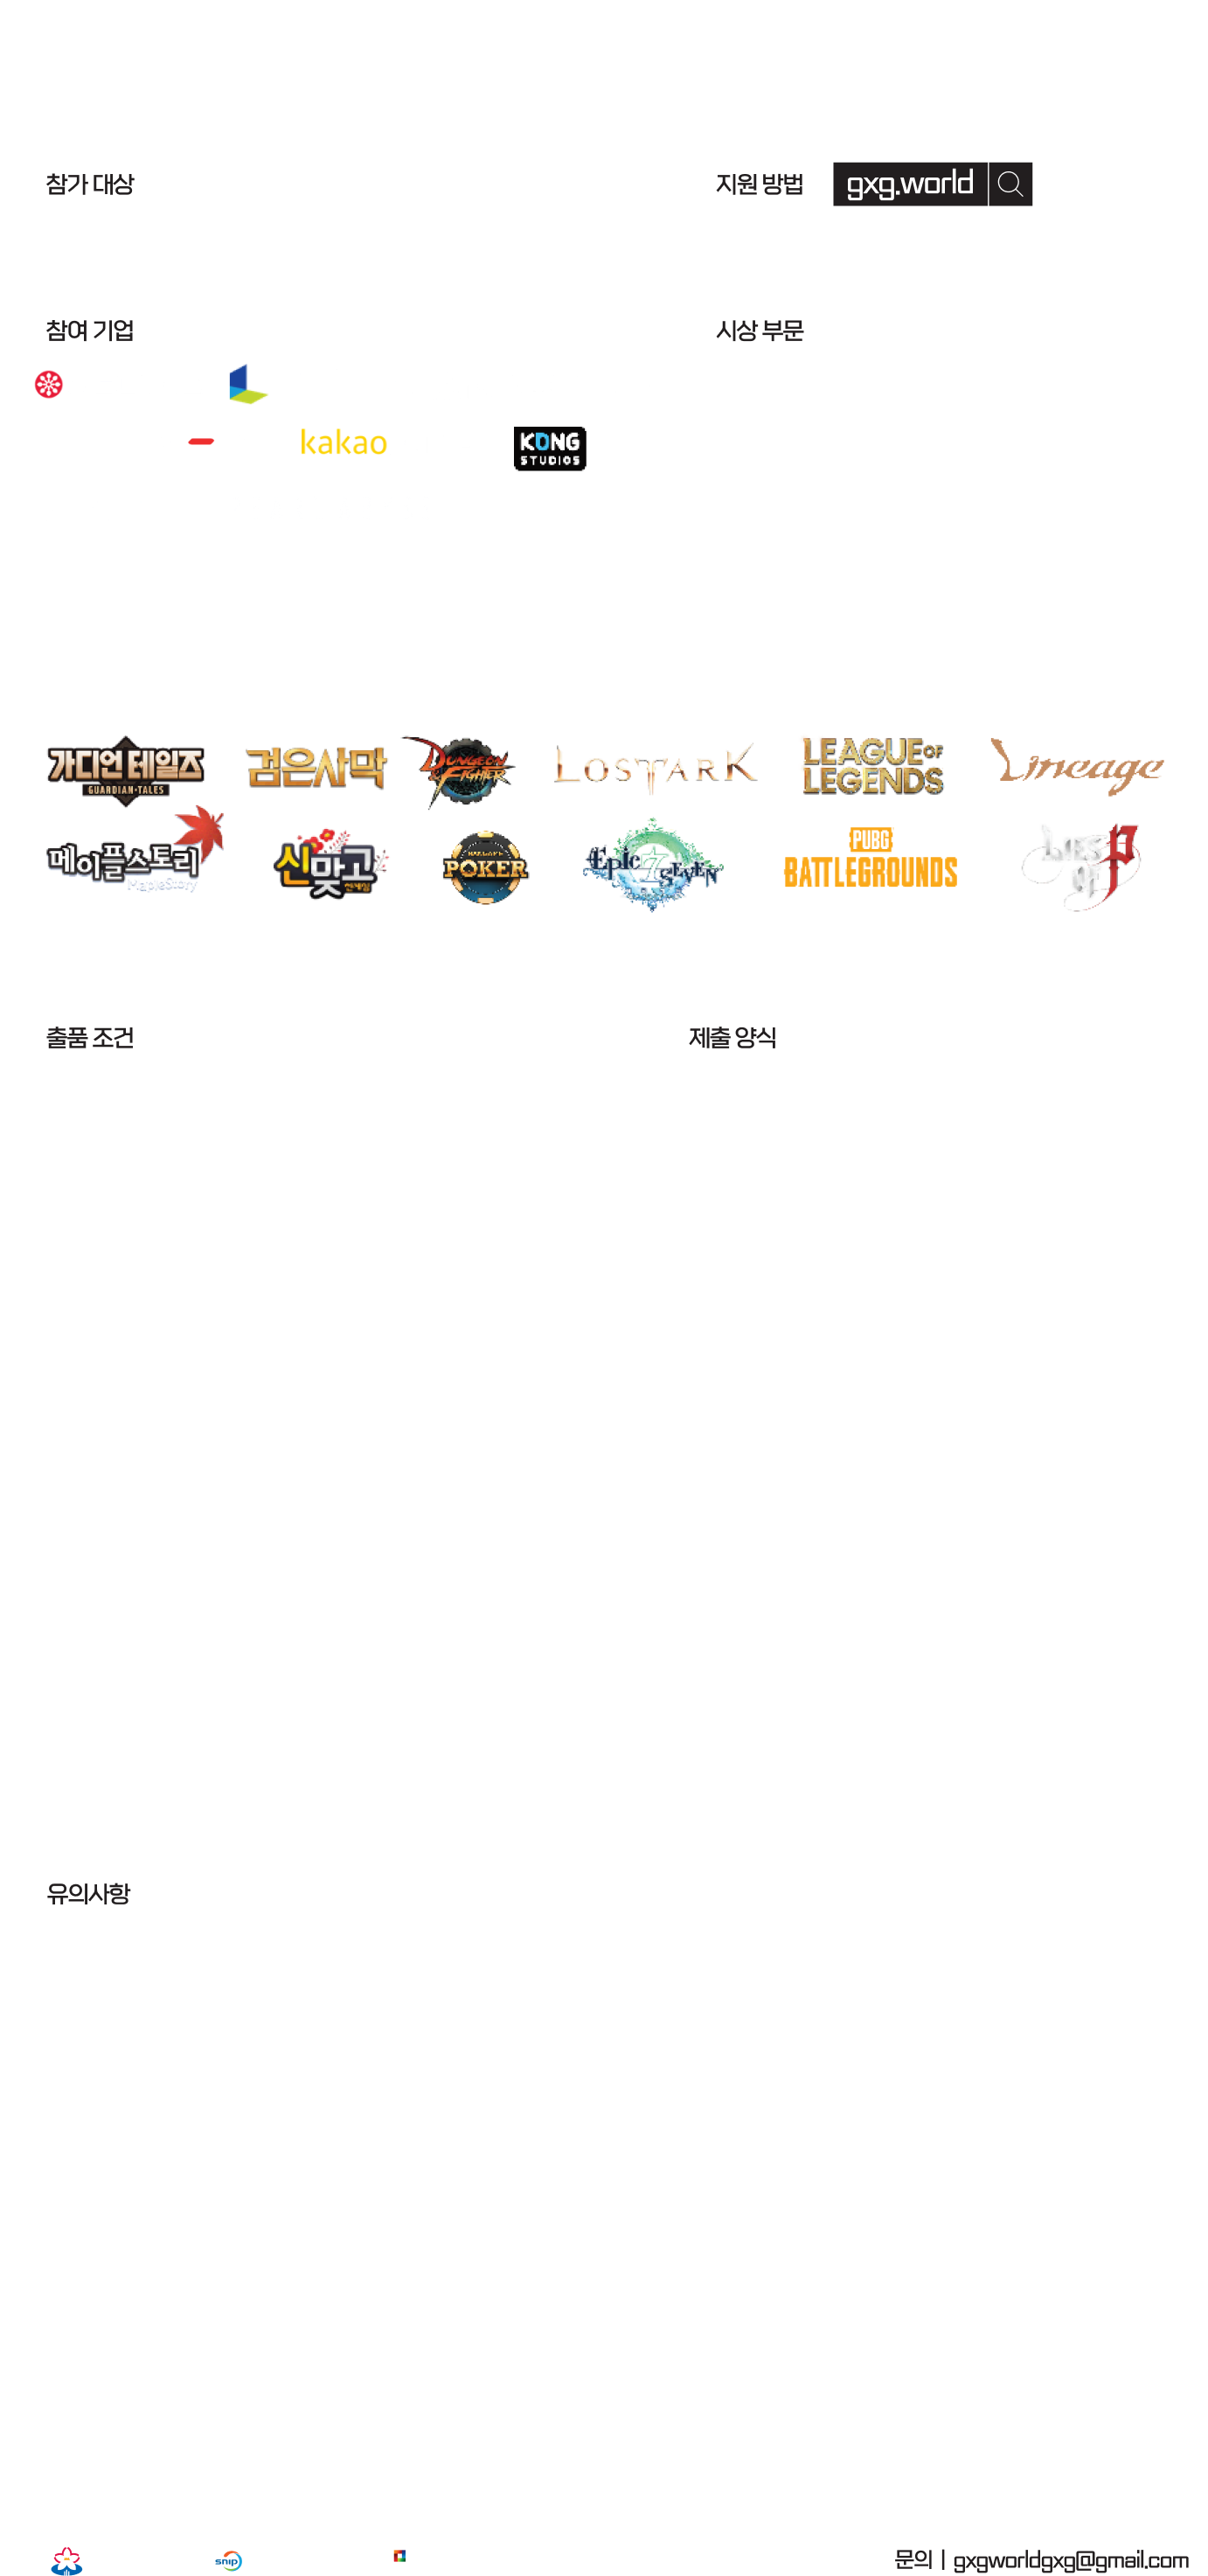 참가 대상
지원 방법
gxg.world
참여 기업
시상 부문
kakao
KONG
STUDIOS
가디언 테일즈
GUARDIAN·TALES
검은사막
DUNGEON
& FIGHTER
LOSTARK
LEAGUE OF
LEGENDS
Lineage
메이플스토리
MapleStory
신맞고
POKER
EPIC 7 SEVEN
PUBG
BATTLEGROUNDS
LIES OF P
출품 조건
제출 양식
유의사항
snip
문의 | gxgworldgxg@gmail.com